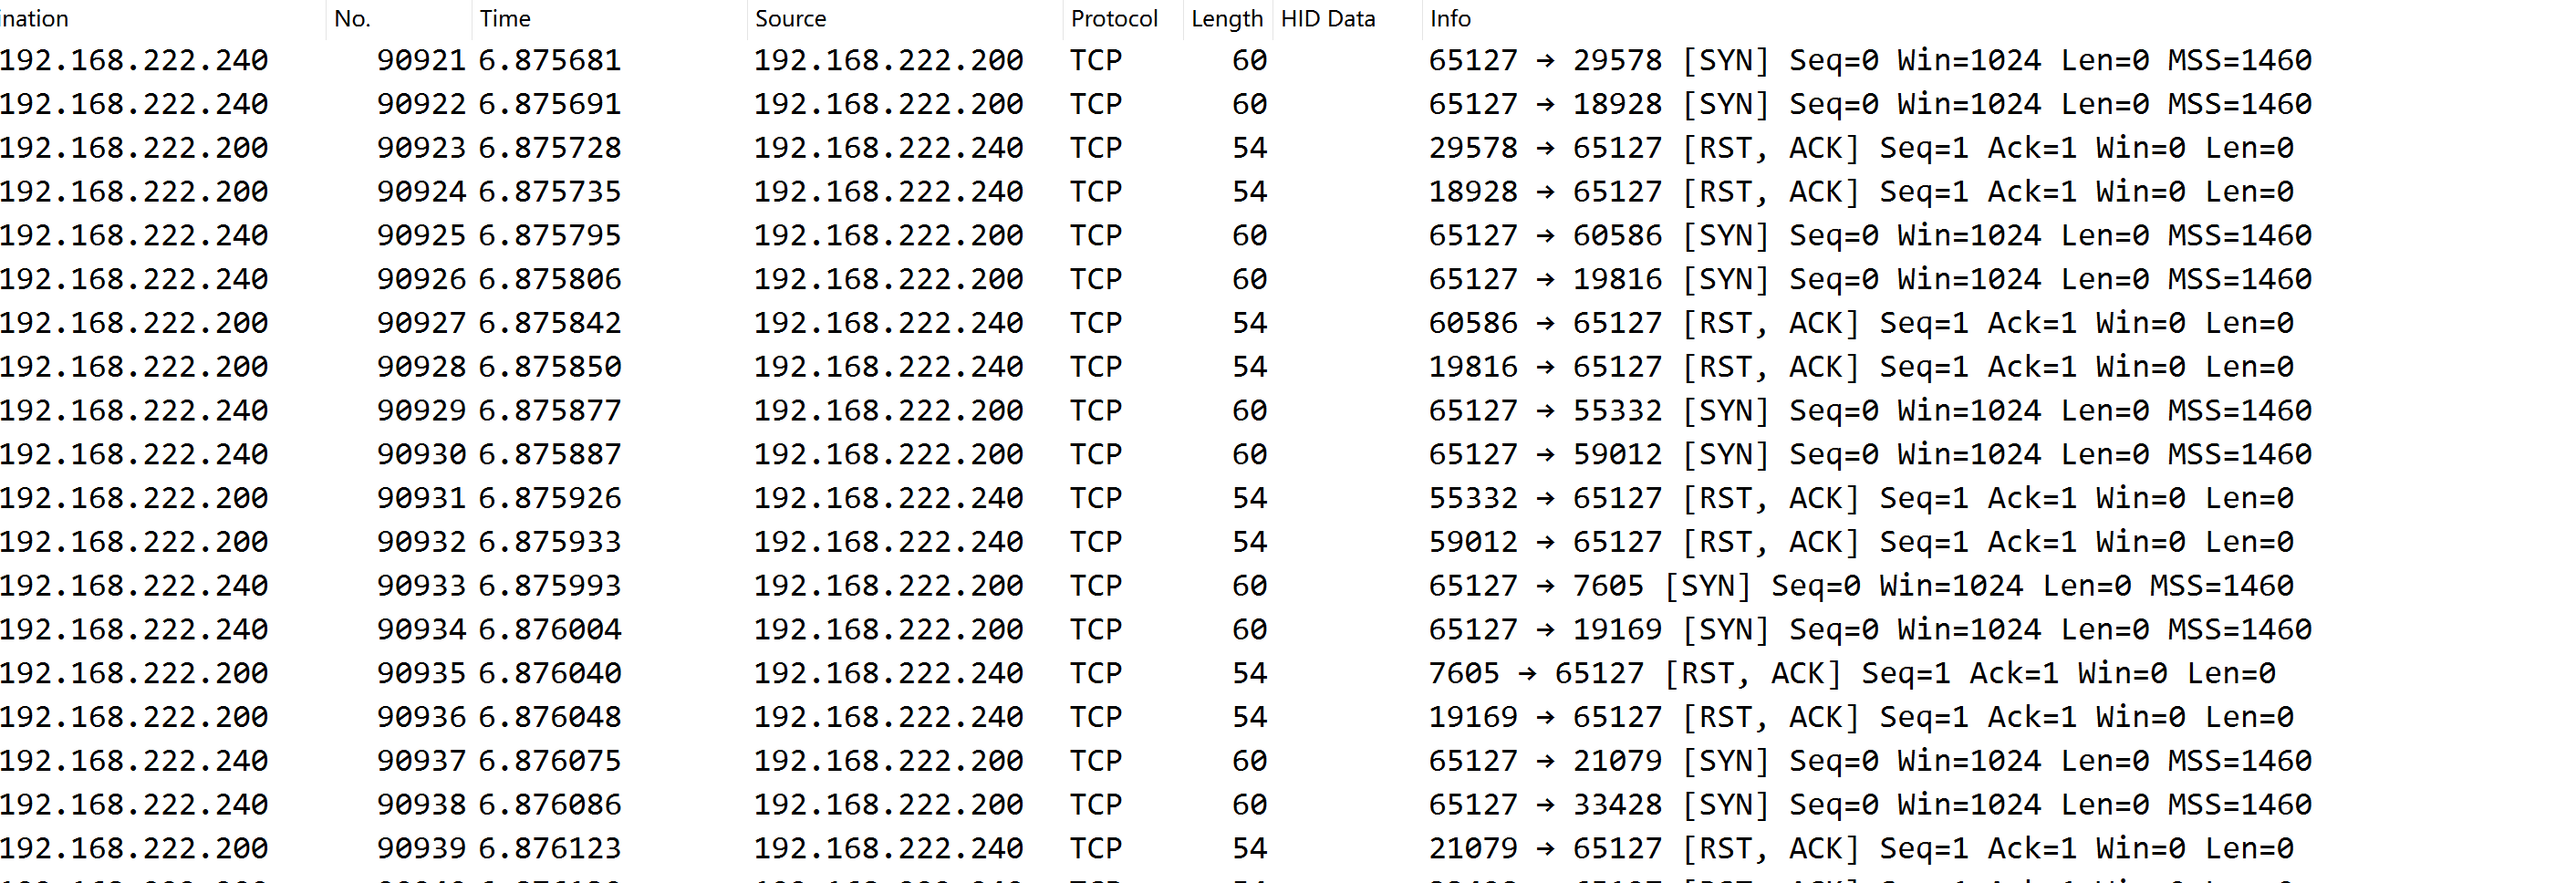 ination No. Time Source Protocol Length HID Data Info
192.168.222.240 90921 6.875681 192.168.222.200 TCP 60 65127 → 29578 [SYN] Seq=0 Win=1024 Len=0 MSS=1460
192.168.222.240 90922 6.875691 192.168.222.200 TCP 60 65127 → 18928 [SYN] Seq=0 Win=1024 Len=0 MSS=1460
192.168.222.200 90923 6.875728 192.168.222.240 TCP 54 29578 → 65127 [RST, ACK] Seq=1 Ack=1 Win=0 Len=0
192.168.222.200 90924 6.875735 192.168.222.240 TCP 54 18928 → 65127 [RST, ACK] Seq=1 Ack=1 Win=0 Len=0
192.168.222.240 90925 6.875795 192.168.222.200 TCP 60 65127 → 60586 [SYN] Seq=0 Win=1024 Len=0 MSS=1460
192.168.222.240 90926 6.875806 192.168.222.200 TCP 60 65127 → 19816 [SYN] Seq=0 Win=1024 Len=0 MSS=1460
192.168.222.200 90927 6.875842 192.168.222.240 TCP 54 60586 → 65127 [RST, ACK] Seq=1 Ack=1 Win=0 Len=0
192.168.222.200 90928 6.875850 192.168.222.240 TCP 54 19816 → 65127 [RST, ACK] Seq=1 Ack=1 Win=0 Len=0
192.168.222.240 90929 6.875877 192.168.222.200 TCP 60 65127 → 55332 [SYN] Seq=0 Win=1024 Len=0 MSS=1460
192.168.222.240 90930 6.875887 192.168.222.200 TCP 60 65127 → 59012 [SYN] Seq=0 Win=1024 Len=0 MSS=1460
192.168.222.200 90931 6.875926 192.168.222.240 TCP 54 55332 → 65127 [RST, ACK] Seq=1 Ack=1 Win=0 Len=0
192.168.222.200 90932 6.875933 192.168.222.240 TCP 54 59012 → 65127 [RST, ACK] Seq=1 Ack=1 Win=0 Len=0
192.168.222.240 90933 6.875993 192.168.222.200 TCP 60 65127 → 7605 [SYN] Seq=0 Win=1024 Len=0 MSS=1460
192.168.222.240 90934 6.876004 192.168.222.200 TCP 60 65127 → 19169 [SYN] Seq=0 Win=1024 Len=0 MSS=1460
192.168.222.200 90935 6.876040 192.168.222.240 TCP 54 7605 → 65127 [RST, ACK] Seq=1 Ack=1 Win=0 Len=0
192.168.222.200 90936 6.876048 192.168.222.240 TCP 54 19169 → 65127 [RST, ACK] Seq=1 Ack=1 Win=0 Len=0
192.168.222.240 90937 6.876075 192.168.222.200 TCP 60 65127 → 21079 [SYN] Seq=0 Win=1024 Len=0 MSS=1460
192.168.222.240 90938 6.876086 192.168.222.200 TCP 60 65127 → 33428 [SYN] Seq=0 Win=1024 Len=0 MSS=1460
192.168.222.200 90939 6.876123 192.168.222.240 TCP 54 21079 → 65127 [RST, ACK] Seq=1 Ack=1 Win=0 Len=0